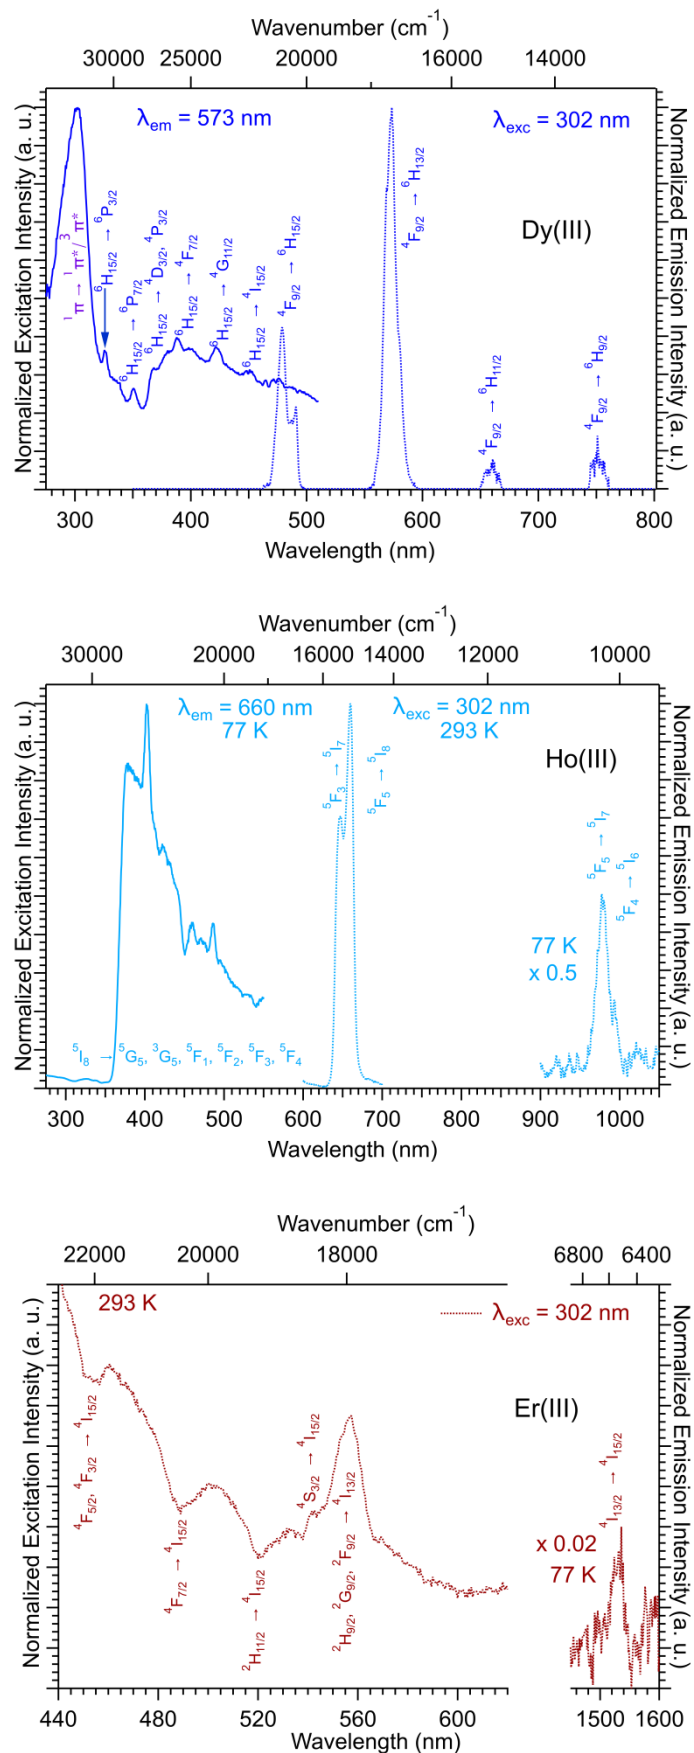 Wavenumber (cm-1)
30000 25000 20000 17000 15000 13000
Normalized Excitation Intensity (a. u.)
Normalized Emission Intensity (a. u.)
λem = 573 nm
λexc = 302 nm
Dy(III)
1π → 1π*/ 3π*
6H15/2 → 6P3/2
6H15/2 → 6P7/2
6H15/2 → 4D3/2, 4P3/2
6H15/2 → 4F7/2
6H15/2 → 4G11/2
6H15/2 → 4I15/2
4F9/2 → 6H15/2
4F9/2 → 6H13/2
4F9/2 → 6H11/2
4F9/2 → 6H9/2
300 400 500 600 700 800
Wavelength (nm)
Wavenumber (cm-1)
30000 20000 16000 14000 12000 10000
Normalized Excitation Intensity (a. u.)
Normalized Emission Intensity (a. u.)
λem = 660 nm
77 K
λexc = 302 nm
293 K
Ho(III)
5F3 → 5I7
5F5 → 5I8
5F5 → 5I7
5F4 → 5I6
77 K
x 0.5
5I8 → 5G5, 3G5, 5F1, 5F2, 5F3, 5F4
300 400 500 600 700 800 900 1000
Wavelength (nm)
Wavenumber (cm-1)
22000 20000 18000 6800 6400
Normalized Excitation Intensity (a. u.)
Normalized Emission Intensity (a. u.)
293 K
λexc = 302 nm
Er(III)
4F5/2, 4F3/2 → 4I15/2
4F7/2 → 4I15/2
2H11/2 → 4I15/2
4S3/2 → 4I15/2
2H9/2, 2G9/2, 2F9/2 → 4I13/2
4I13/2 → 4I15/2
x 0.02
77 K
440 480 520 560 600 1500 1600
Wavelength (nm)